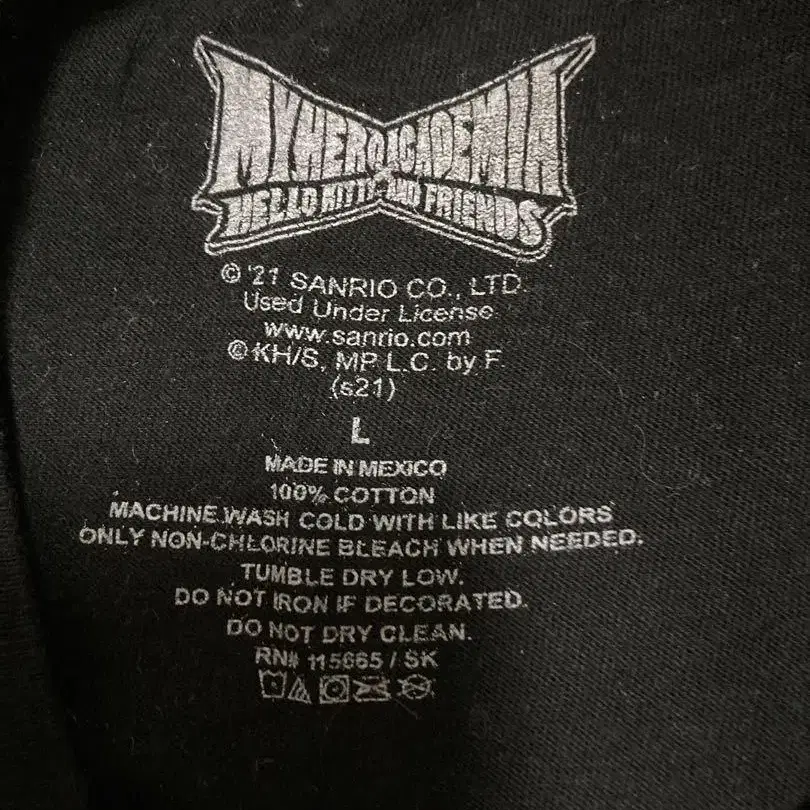 MY HERO ACADEMIA
HELLO KITTY AND FRIENDS
© '21 SANRIO CO., LTD.
Used Under License
www.sanrio.com
©KH/S, MP L.C. by F.
(s21)
L
MADE IN MEXICO
100% COTTON
MACHINE WASH COLD WITH LIKE COLORS
ONLY NON-CHLORINE BLEACH WHEN NEEDED.
TUMBLE DRY LOW.
DO NOT IRON IF DECORATED.
DO NOT DRY CLEAN.
RN# 115665 / SK